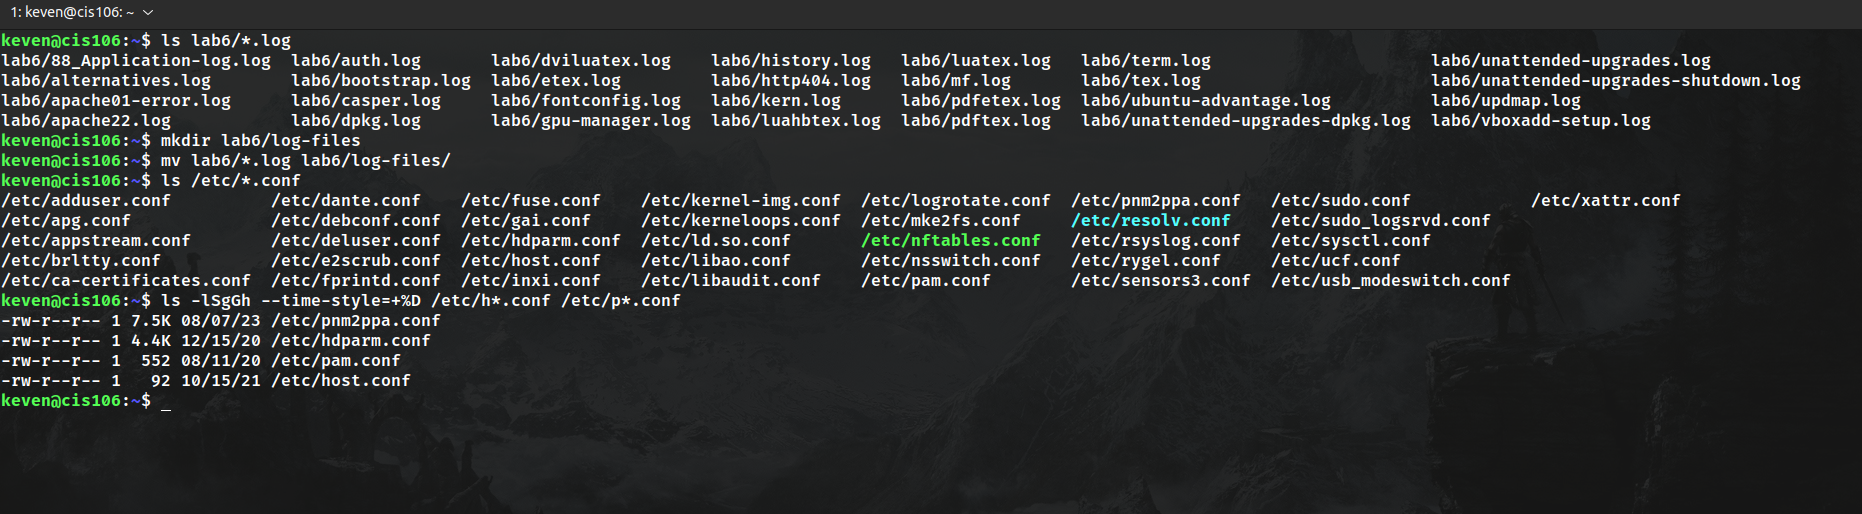 1: keven@cis106: ~
keven@cis106:~$ ls lab6/*.log
lab6/88_Application-log.log  lab6/auth.log       lab6/dviluatex.log    lab6/history.log   lab6/luatex.log   lab6/term.log                      lab6/unattended-upgrades.log
lab6/alternatives.log        lab6/bootstrap.log  lab6/etex.log         lab6/http404.log   lab6/mf.log       lab6/tex.log                       lab6/unattended-upgrades-shutdown.log
lab6/apache01-error.log      lab6/casper.log     lab6/fontconfig.log   lab6/kern.log      lab6/pdfetex.log  lab6/ubuntu-advantage.log          lab6/updmap.log
lab6/apache22.log            lab6/dpkg.log       lab6/gpu-manager.log  lab6/luahbtex.log  lab6/pdftex.log   lab6/unattended-upgrades-dpkg.log  lab6/vboxadd-setup.log
keven@cis106:~$ mkdir lab6/log-files
keven@cis106:~$ mv lab6/*.log lab6/log-files/
keven@cis106:~$ ls /etc/*.conf
/etc/adduser.conf          /etc/dante.conf    /etc/fuse.conf    /etc/kernel-img.conf  /etc/logrotate.conf  /etc/pnm2ppa.conf   /etc/sudo.conf            /etc/xattr.conf
/etc/apg.conf              /etc/debconf.conf  /etc/gai.conf     /etc/kerneloops.conf  /etc/mke2fs.conf     /etc/resolv.conf    /etc/sudo_logsrvd.conf
/etc/appstream.conf        /etc/deluser.conf  /etc/hdparm.conf  /etc/ld.so.conf       /etc/nftables.conf   /etc/rsyslog.conf   /etc/sysctl.conf
/etc/brltty.conf           /etc/e2scrub.conf  /etc/host.conf    /etc/libao.conf       /etc/nsswitch.conf   /etc/rygel.conf     /etc/ucf.conf
/etc/ca-certificates.conf  /etc/fprintd.conf  /etc/inxi.conf    /etc/libaudit.conf    /etc/pam.conf        /etc/sensors3.conf  /etc/usb_modeswitch.conf
keven@cis106:~$ ls -lSgGh --time-style=+%D /etc/h*.conf /etc/p*.conf
-rw-r--r-- 1 7.5K 08/07/23 /etc/pnm2ppa.conf
-rw-r--r-- 1 4.4K 12/15/20 /etc/hdparm.conf
-rw-r--r-- 1  552 08/11/20 /etc/pam.conf
-rw-r--r-- 1   92 10/15/21 /etc/host.conf
keven@cis106:~$ _